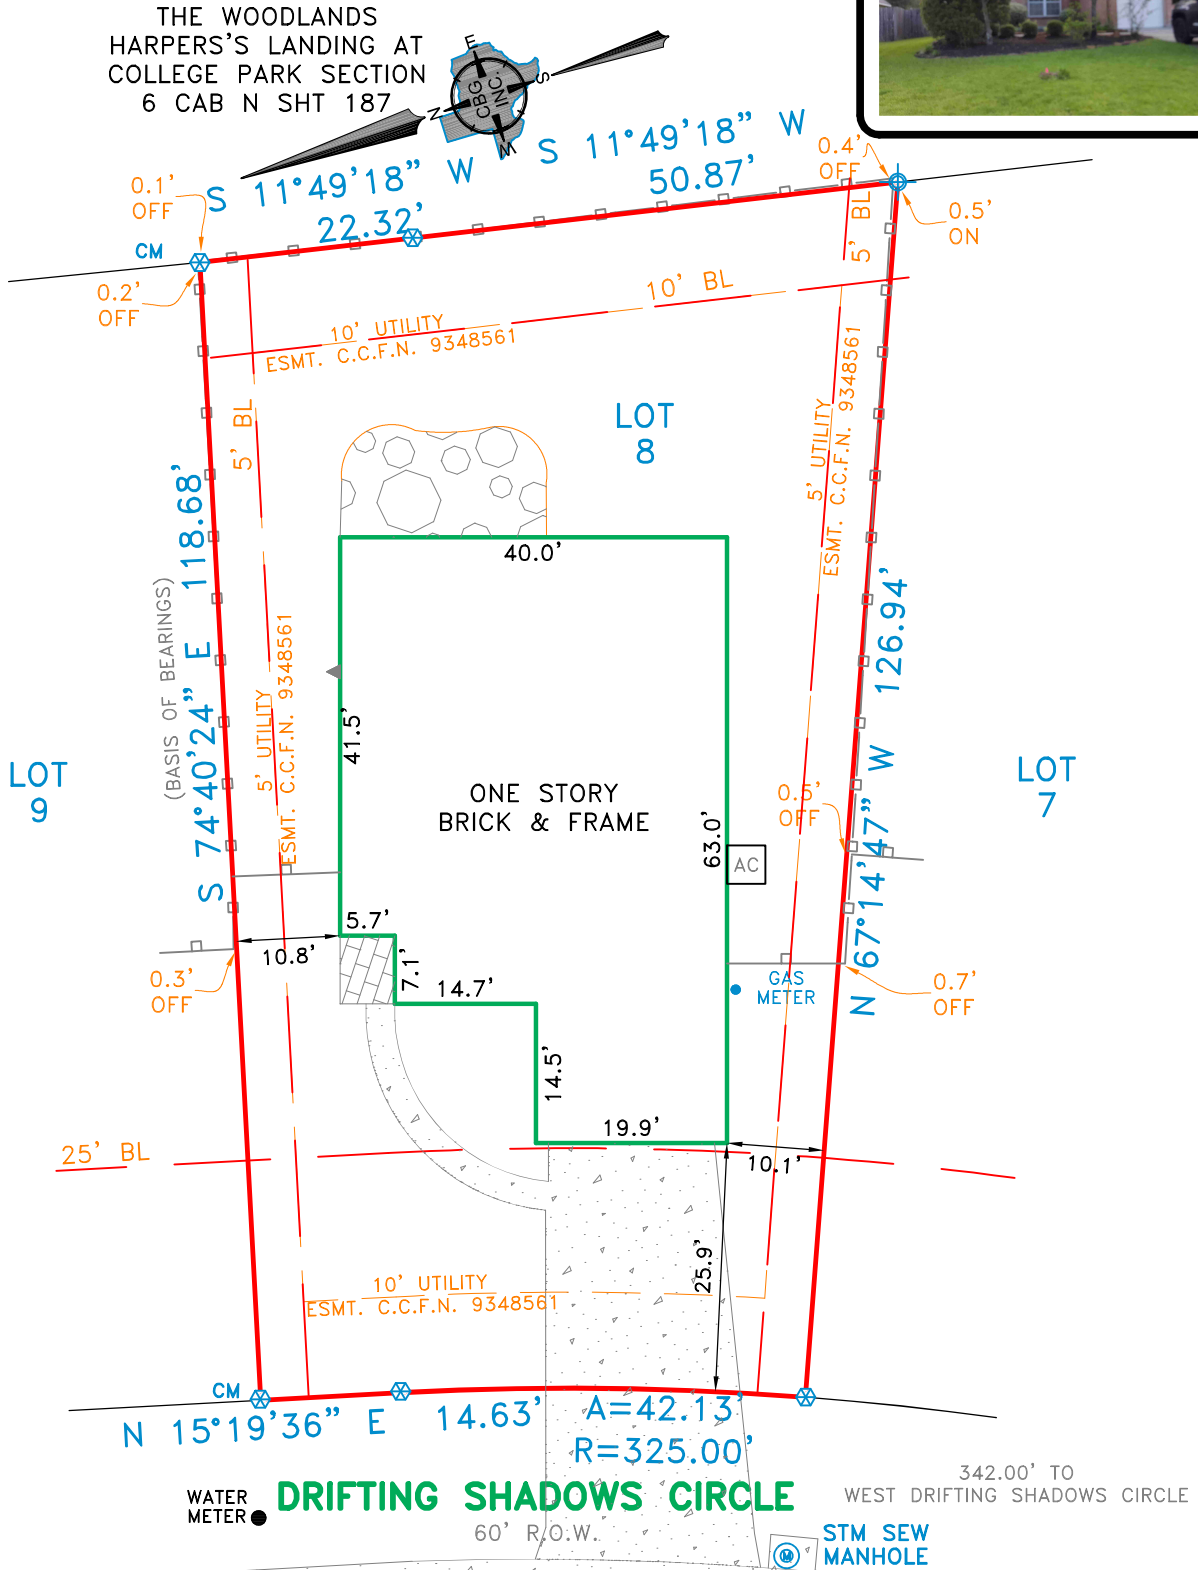 THE WOODLANDS
HARPERS'S LANDING AT
COLLEGE PARK SECTION
6 CAB N SHT 187
E
S
N
W
CBG
INC.
S 11°49'18" W
22.32'
S 11°49'18" W
50.87'
0.1'
OFF
0.4'
OFF
0.5'
ON
CM
0.2'
OFF
5' BL
10' BL
10' UTILITY
ESMT. C.C.F.N. 9348561
5' BL
LOT
8
5' UTILITY
ESMT. C.C.F.N. 9348561
S 74°40'24" E 118.68'
(BASIS OF BEARINGS)
5' UTILITY
ESMT. C.C.F.N. 9348561
40.0'
41.5'
ONE STORY
BRICK & FRAME
63.0'
AC
N 67°14'47" W 126.94'
LOT
9
LOT
7
0.5'
OFF
5.7'
10.8'
7.1'
14.7'
0.3'
OFF
GAS
METER
0.7'
OFF
14.5'
19.9'
10.1'
25' BL
25.9'
10' UTILITY
ESMT. C.C.F.N. 9348561
CM
N 15°19'36" E 14.63'
A=42.13'
R=325.00'
WATER
METER
DRIFTING SHADOWS CIRCLE
60' R.O.W.
342.00' TO
WEST DRIFTING SHADOWS CIRCLE
M
STM SEW
MANHOLE